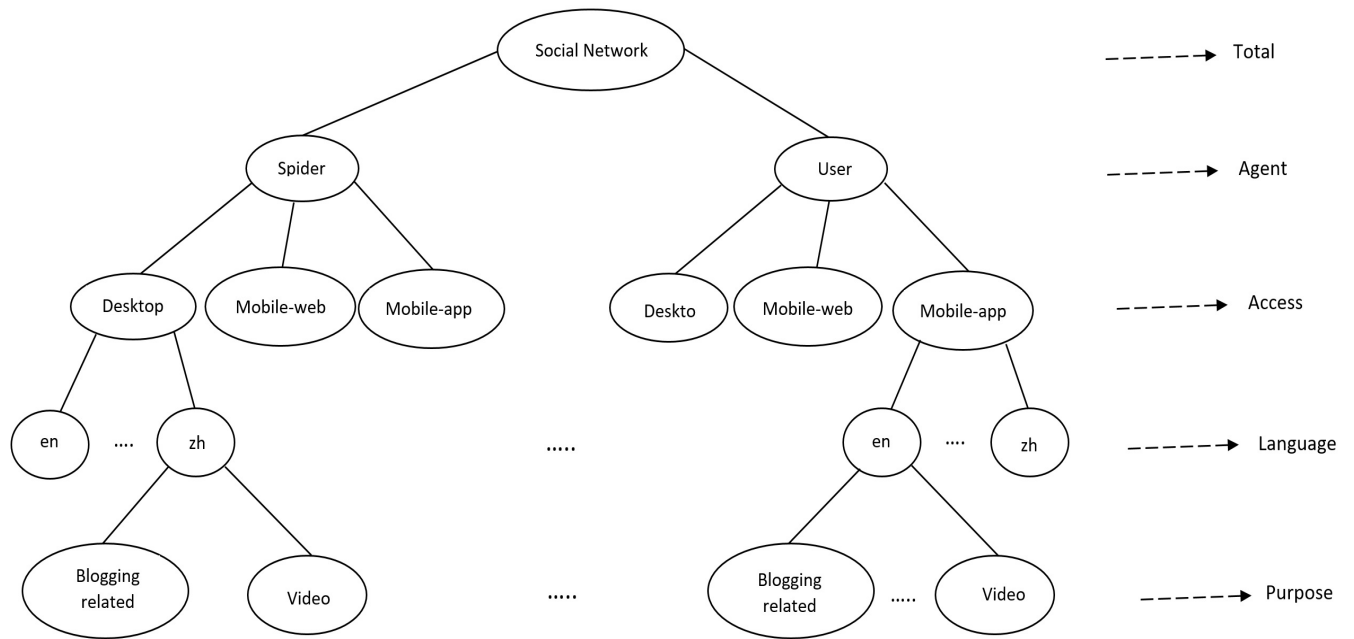 Social Network
Total
Spider
User
Agent
Desktop
Mobile-web
Mobile-app
Deskto
Mobile-web
Mobile-app
Access
en
....
zh
.....
en
....
zh
Language
Blogging
related
Video
.....
Blogging
related
.....
Video
Purpose